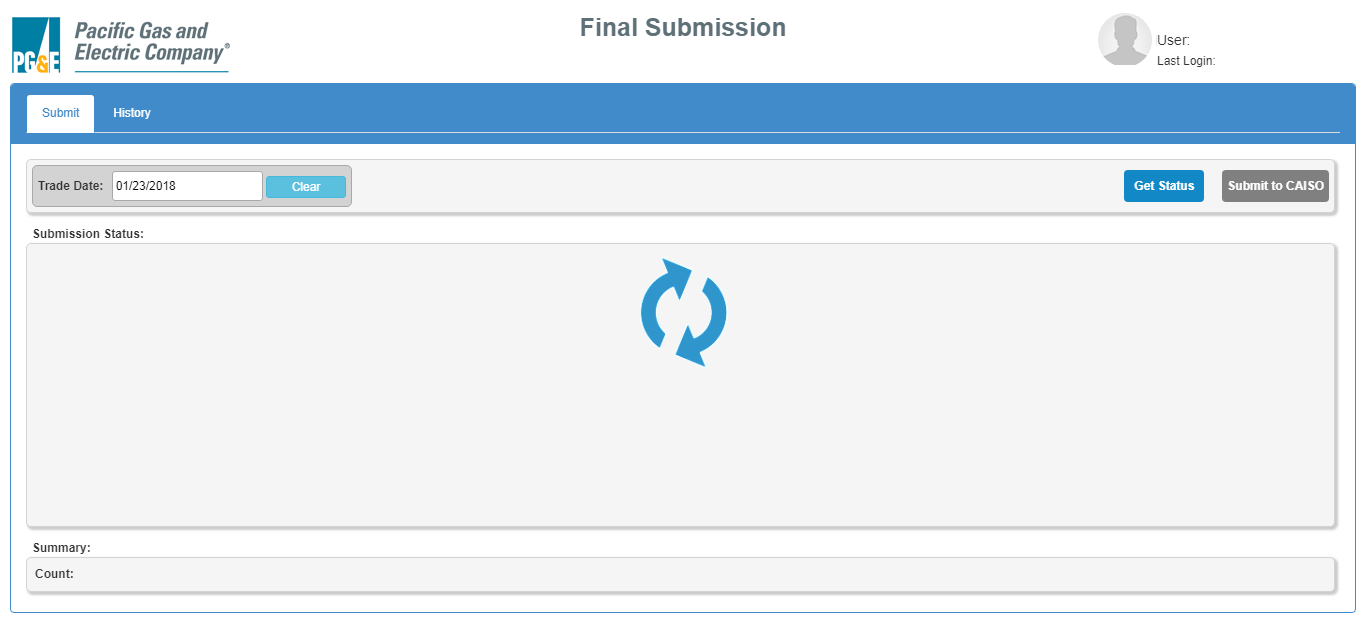 PG&E
Pacific Gas and
Electric Company®
Final Submission
User:
Last Login:
Submit History
Trade Date: 01/23/2018 Clear Get Status Submit to CAISO
Submission Status:
Summary:
Count: